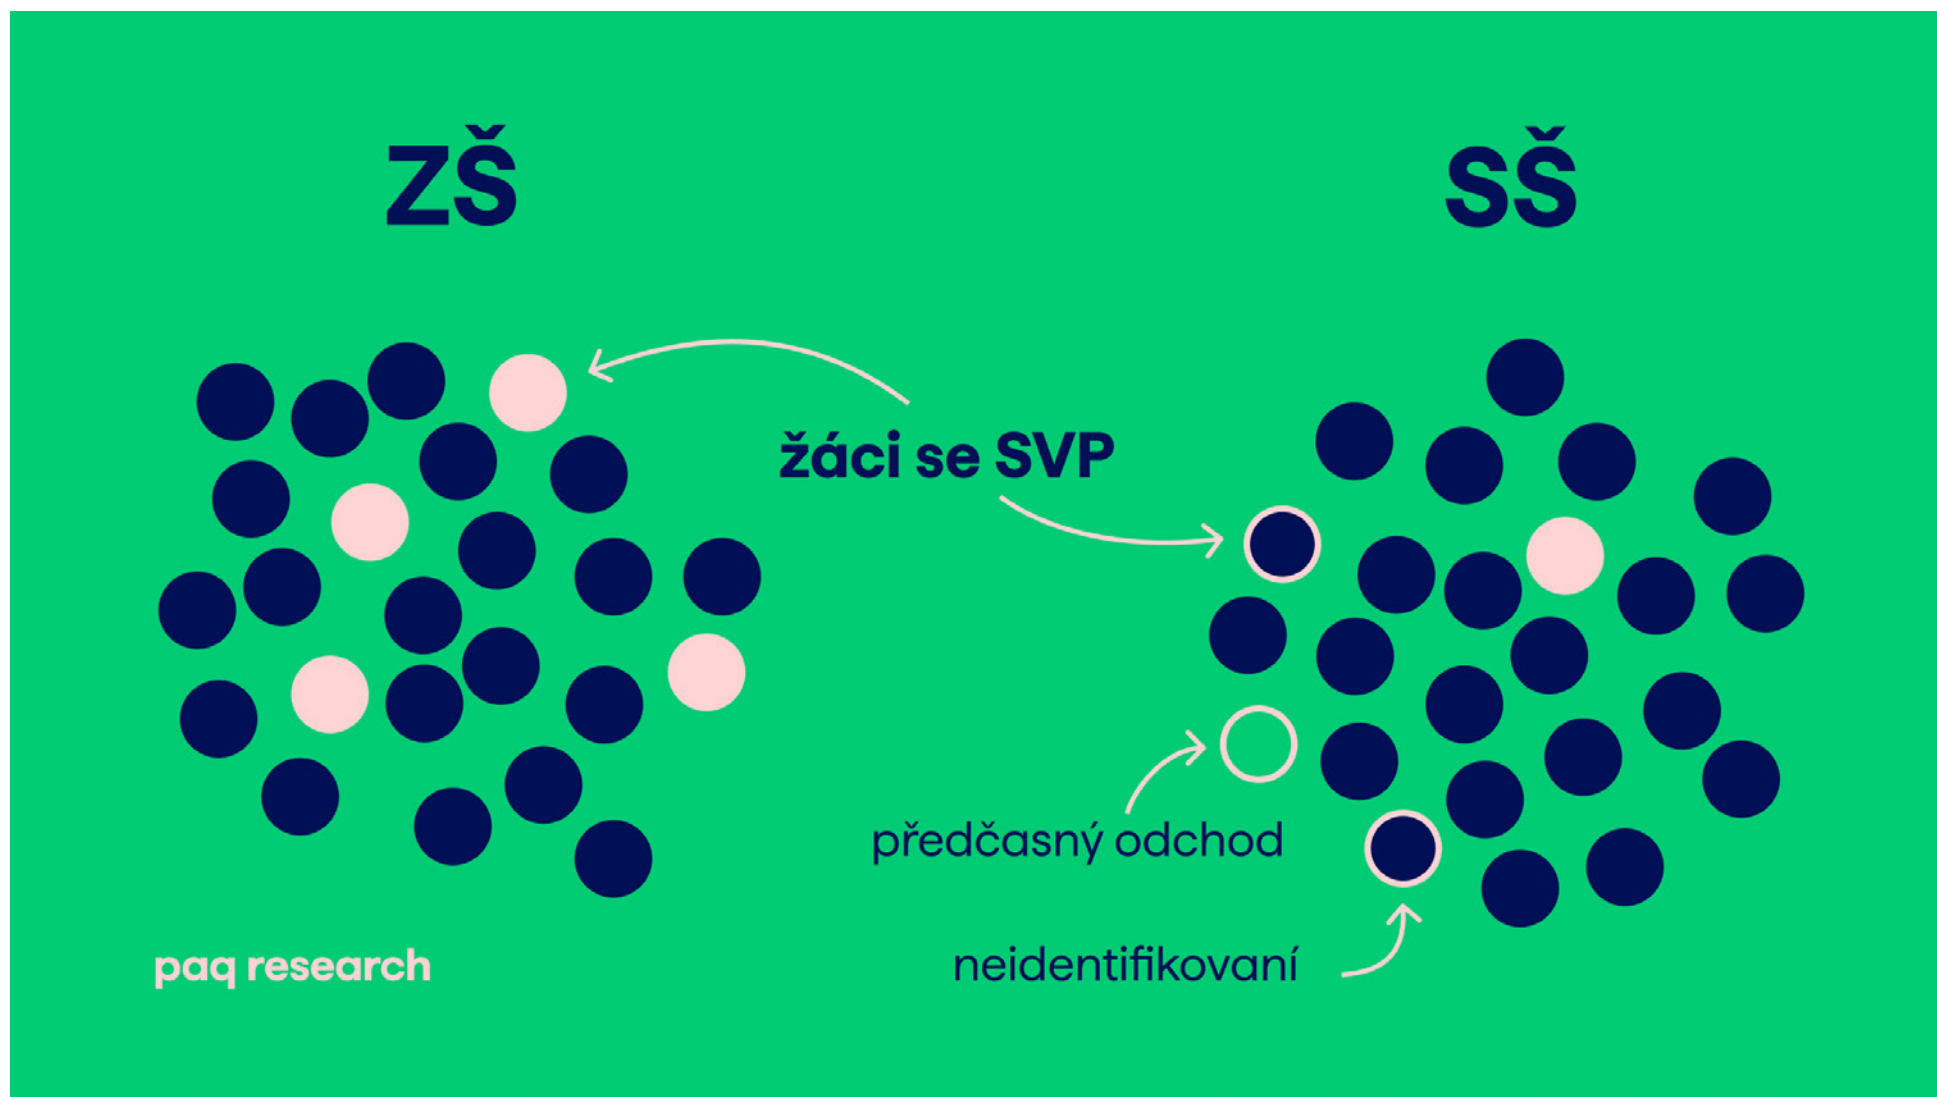 ZŠ
SŠ
žáci se SVP
předčasný odchod
neidentifikovaní
paq research